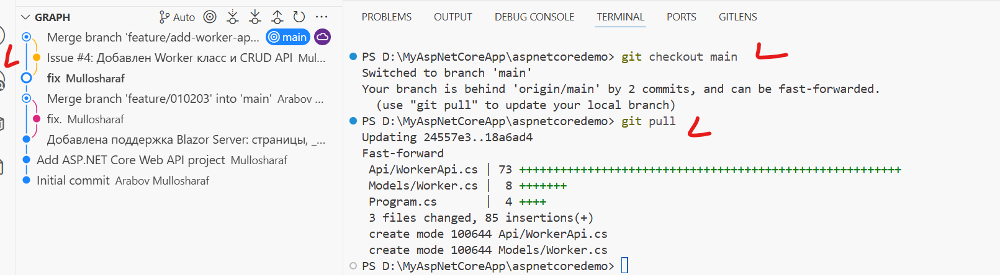 GRAPH
Auto
Merge branch 'feature/add-worker-ap...
main
Issue #4: Добавлен Worker класс и CRUD API Mul...
fix Mullosharaf
Merge branch 'feature/010203' into 'main' Arabov ...
fix. Mullosharaf
Добавлена поддержка Blazor Server: страницы, _...
Add ASP.NET Core Web API project Mullosharaf
Initial commit Arabov Mullosharaf
PROBLEMS OUTPUT DEBUG CONSOLE TERMINAL PORTS GITLENS
PS D:\MyAspNetCoreApp\aspnetcoredemo> git checkout main
Switched to branch 'main'
Your branch is behind 'origin/main' by 2 commits, and can be fast-forwarded.
(use "git pull" to update your local branch)
PS D:\MyAspNetCoreApp\aspnetcoredemo> git pull
Updating 24557e3..18a6ad4
Fast-forward
Api/WorkerApi.cs | 73 ++++++++++++++++++++++++++++++++++++++++++++++++++++++++
Models/Worker.cs | 8 +++++++
Program.cs | 4 ++++
3 files changed, 85 insertions(+)
create mode 100644 Api/WorkerApi.cs
create mode 100644 Models/Worker.cs
PS D:\MyAspNetCoreApp\aspnetcoredemo>